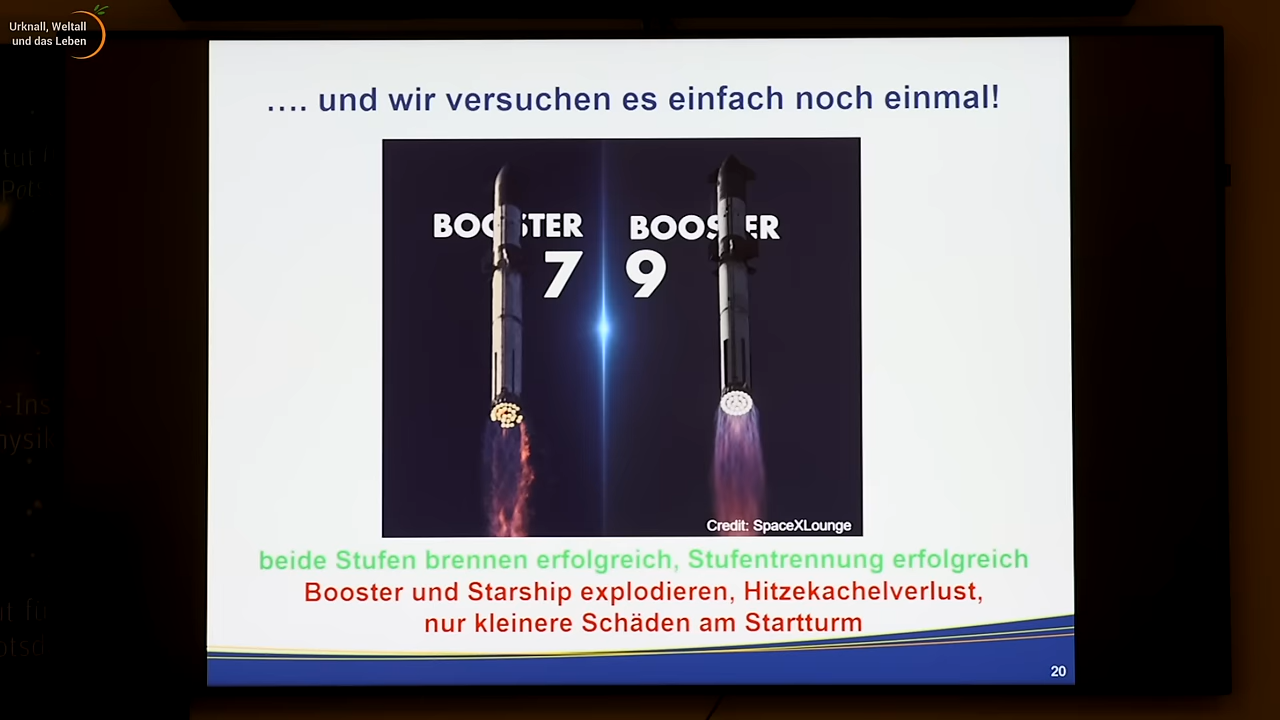 Urknall, Weltall
und das Leben
.... und wir versuchen es einfach noch einmal!
BOOSTER BOOSTER
7 9
Credit: SpaceXLounge
beide Stufen brennen erfolgreich, Stufentrennung erfolgreich
Booster und Starship explodieren, Hitzekachelverlust,
nur kleinere Schäden am Startturm
20